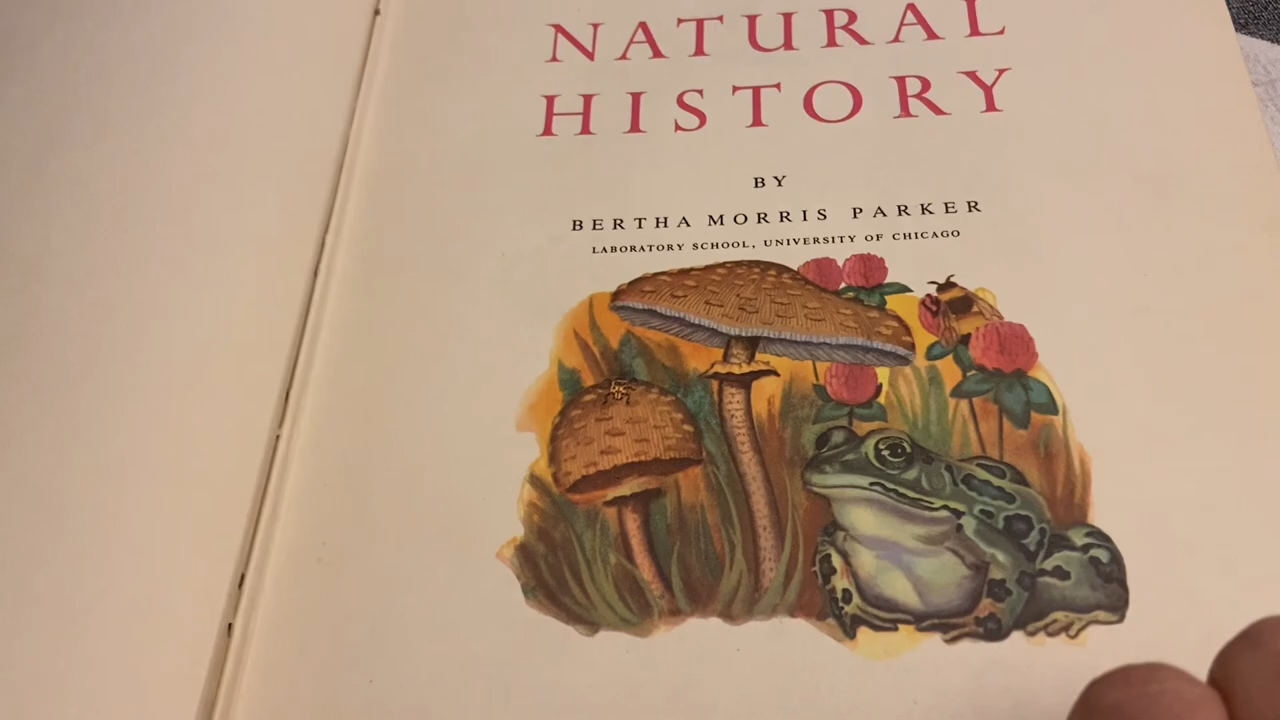 NATURAL
HISTORY
BY
BERTHA MORRIS PARKER
LABORATORY SCHOOL, UNIVERSITY OF CHICAGO